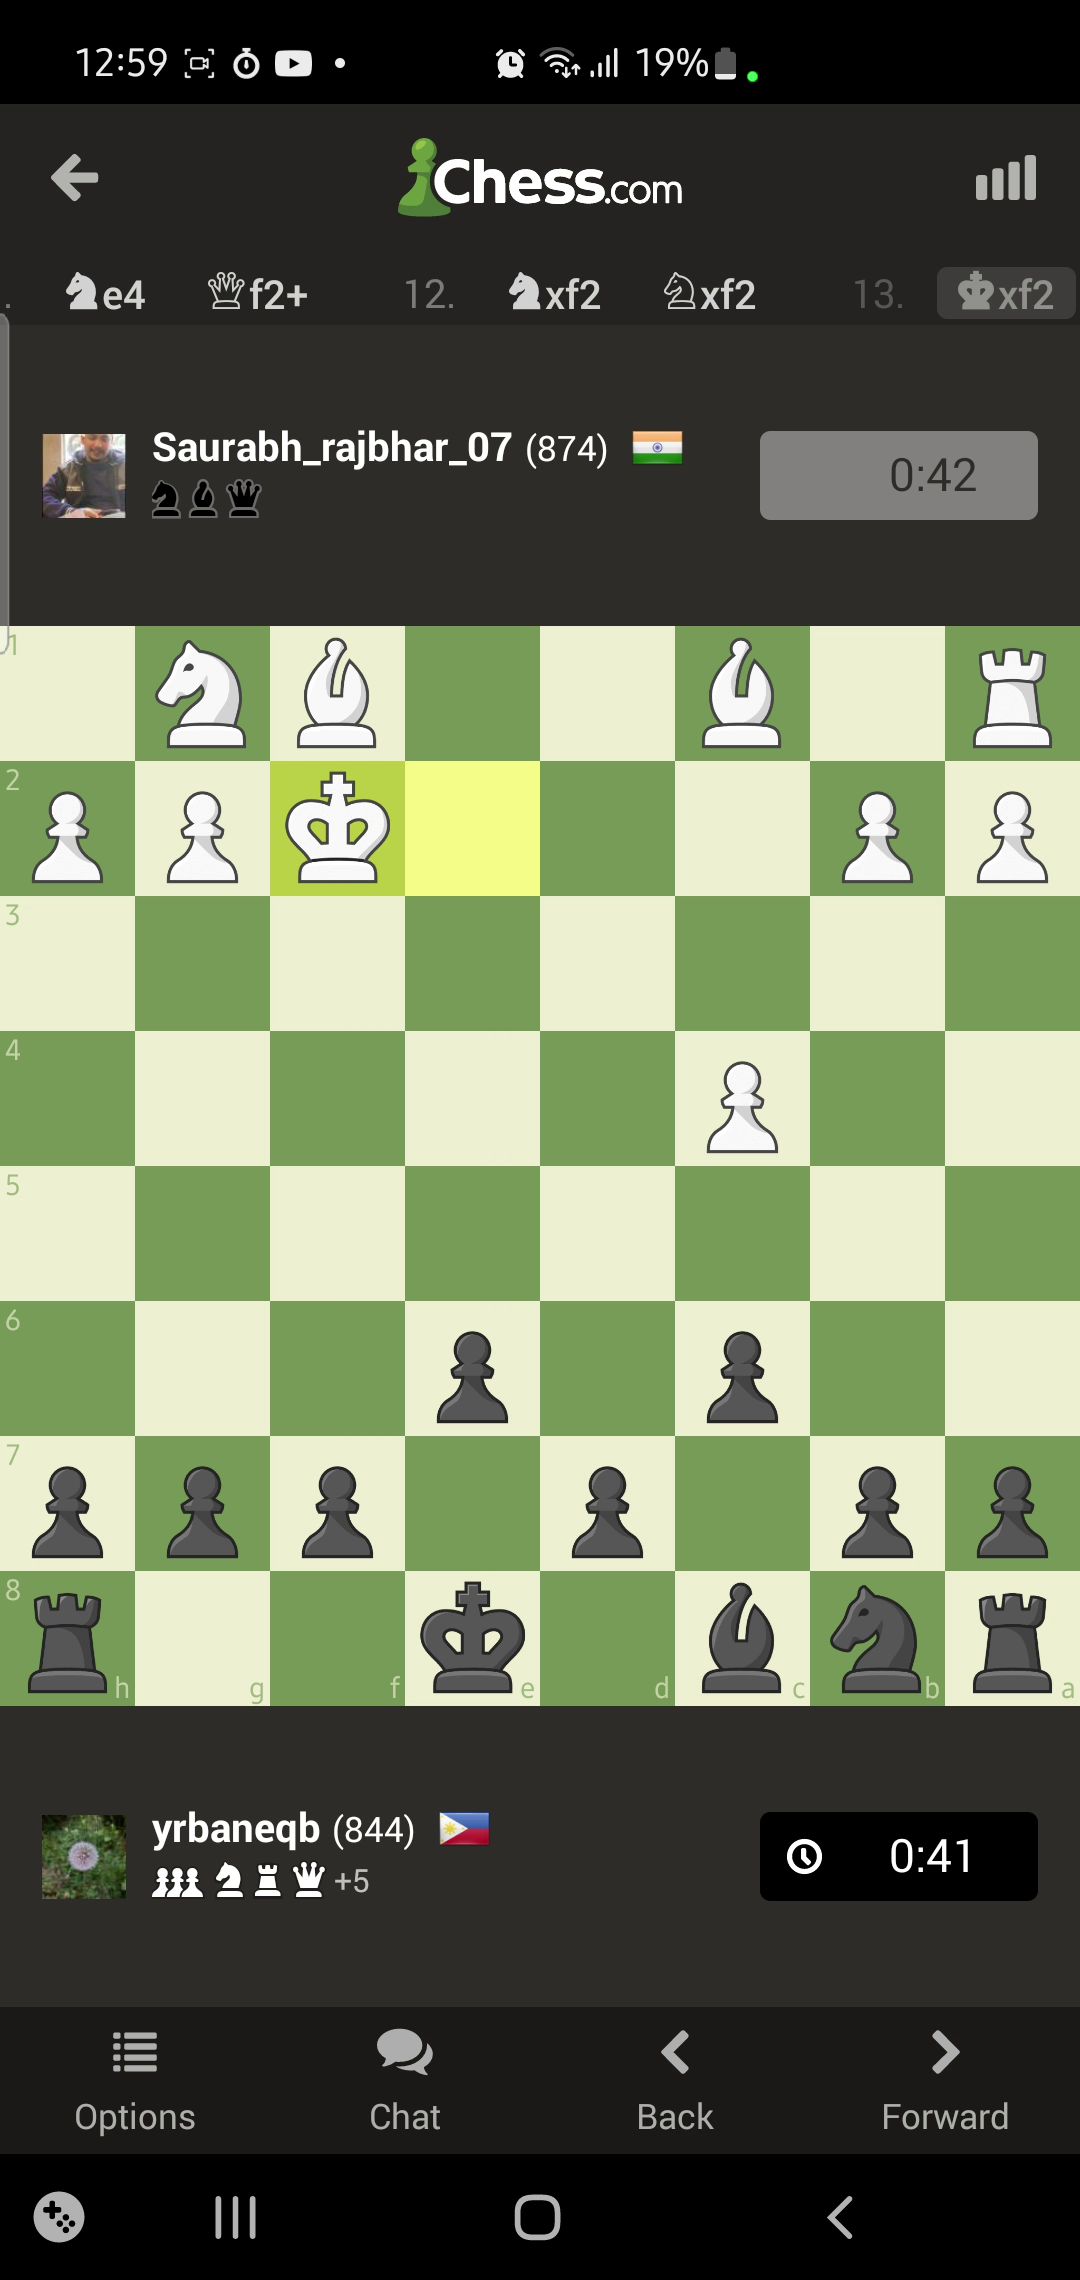 12:59 19%
Chess.com
. e4 f2+ 12. xf2 xf2 13. xf2
Saurabh_rajbhar_07 (874)
0:42
1
2
3
4
5
6
7
8
h g f e d c b a
yrbaneqb (844)
+5
0:41
Options Chat Back Forward